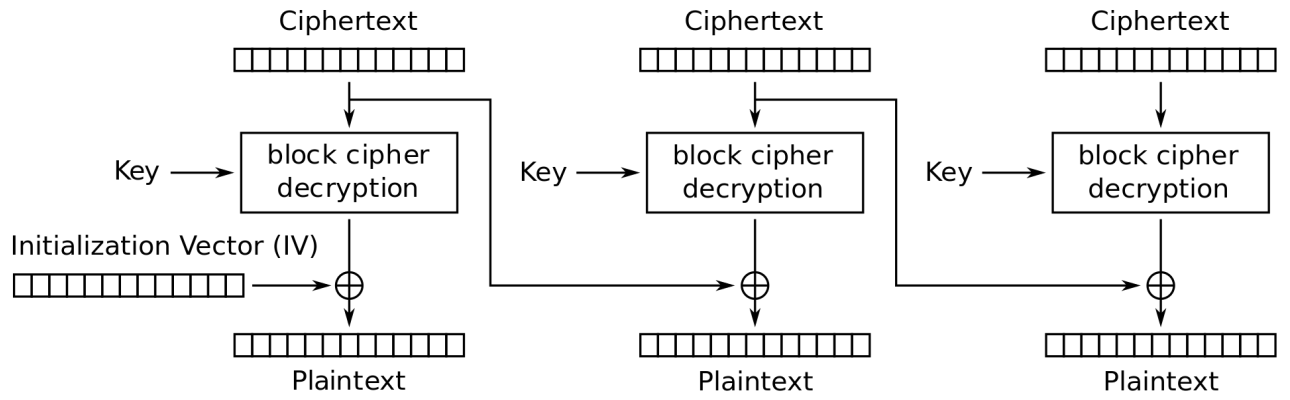 Ciphertext Ciphertext Ciphertext
Key block cipher Key block cipher Key block cipher
decryption decryption decryption
Initialization Vector (IV)
Plaintext Plaintext Plaintext